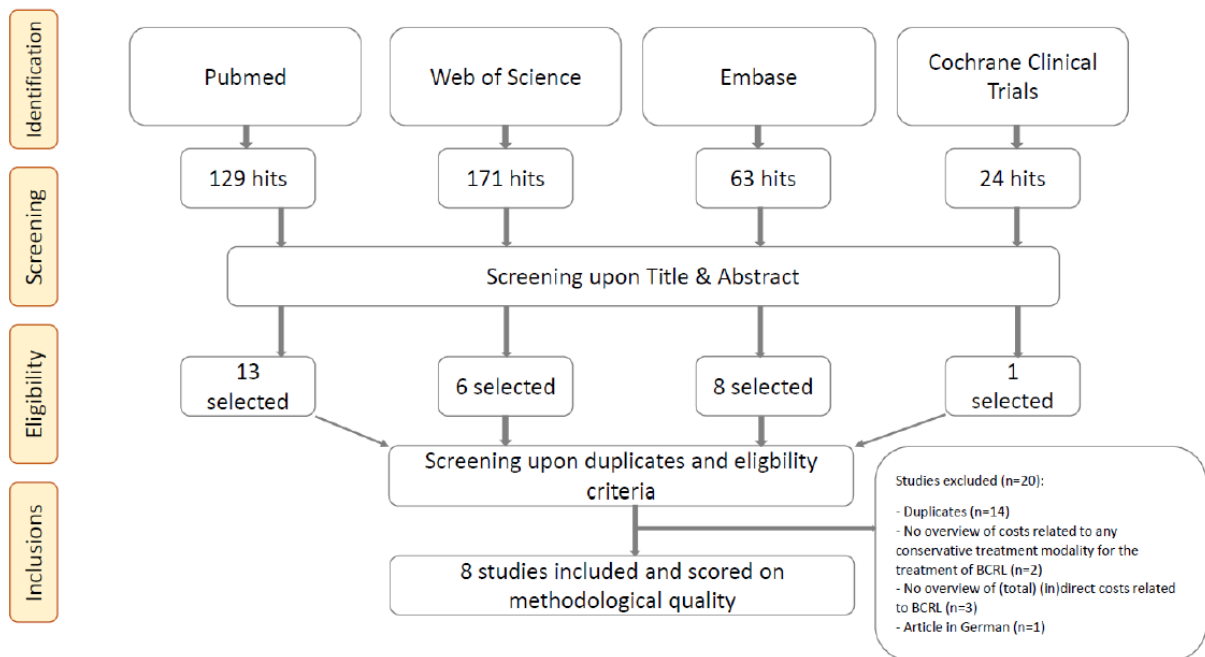 Identification
Pubmed
Web of Science
Embase
Cochrane Clinical
Trials
129 hits
171 hits
63 hits
24 hits
Screening
Screening upon Title & Abstract
Eligibility
13
selected
6 selected
8 selected
1
selected
Screening upon duplicates and eligbility
criteria
Studies excluded (n=20):
- Duplicates (n=14)
- No overview of costs related to any
conservative treatment modality for the
treatment of BCRL (n=2)
- No overview of (total) (in)direct costs related
to BCRL (n=3)
- Article in German (n=1)
Inclusions
8 studies included and scored on
methodological quality